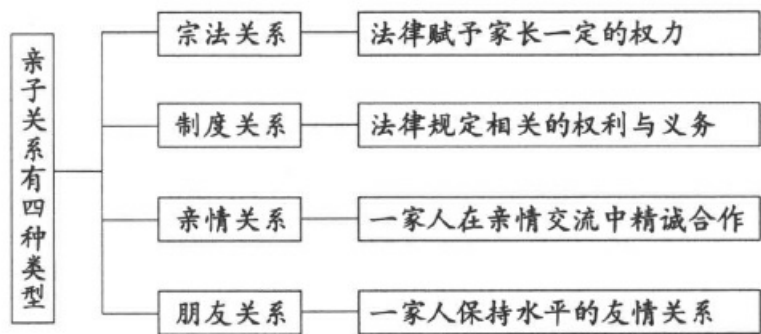 亲子关系有四种类型
宗法关系
法律赋予家长一定的权力
制度关系
法律规定相关的权利与义务
亲情关系
一家人在亲情交流中精诚合作
朋友关系
一家人保持水平的友情关系